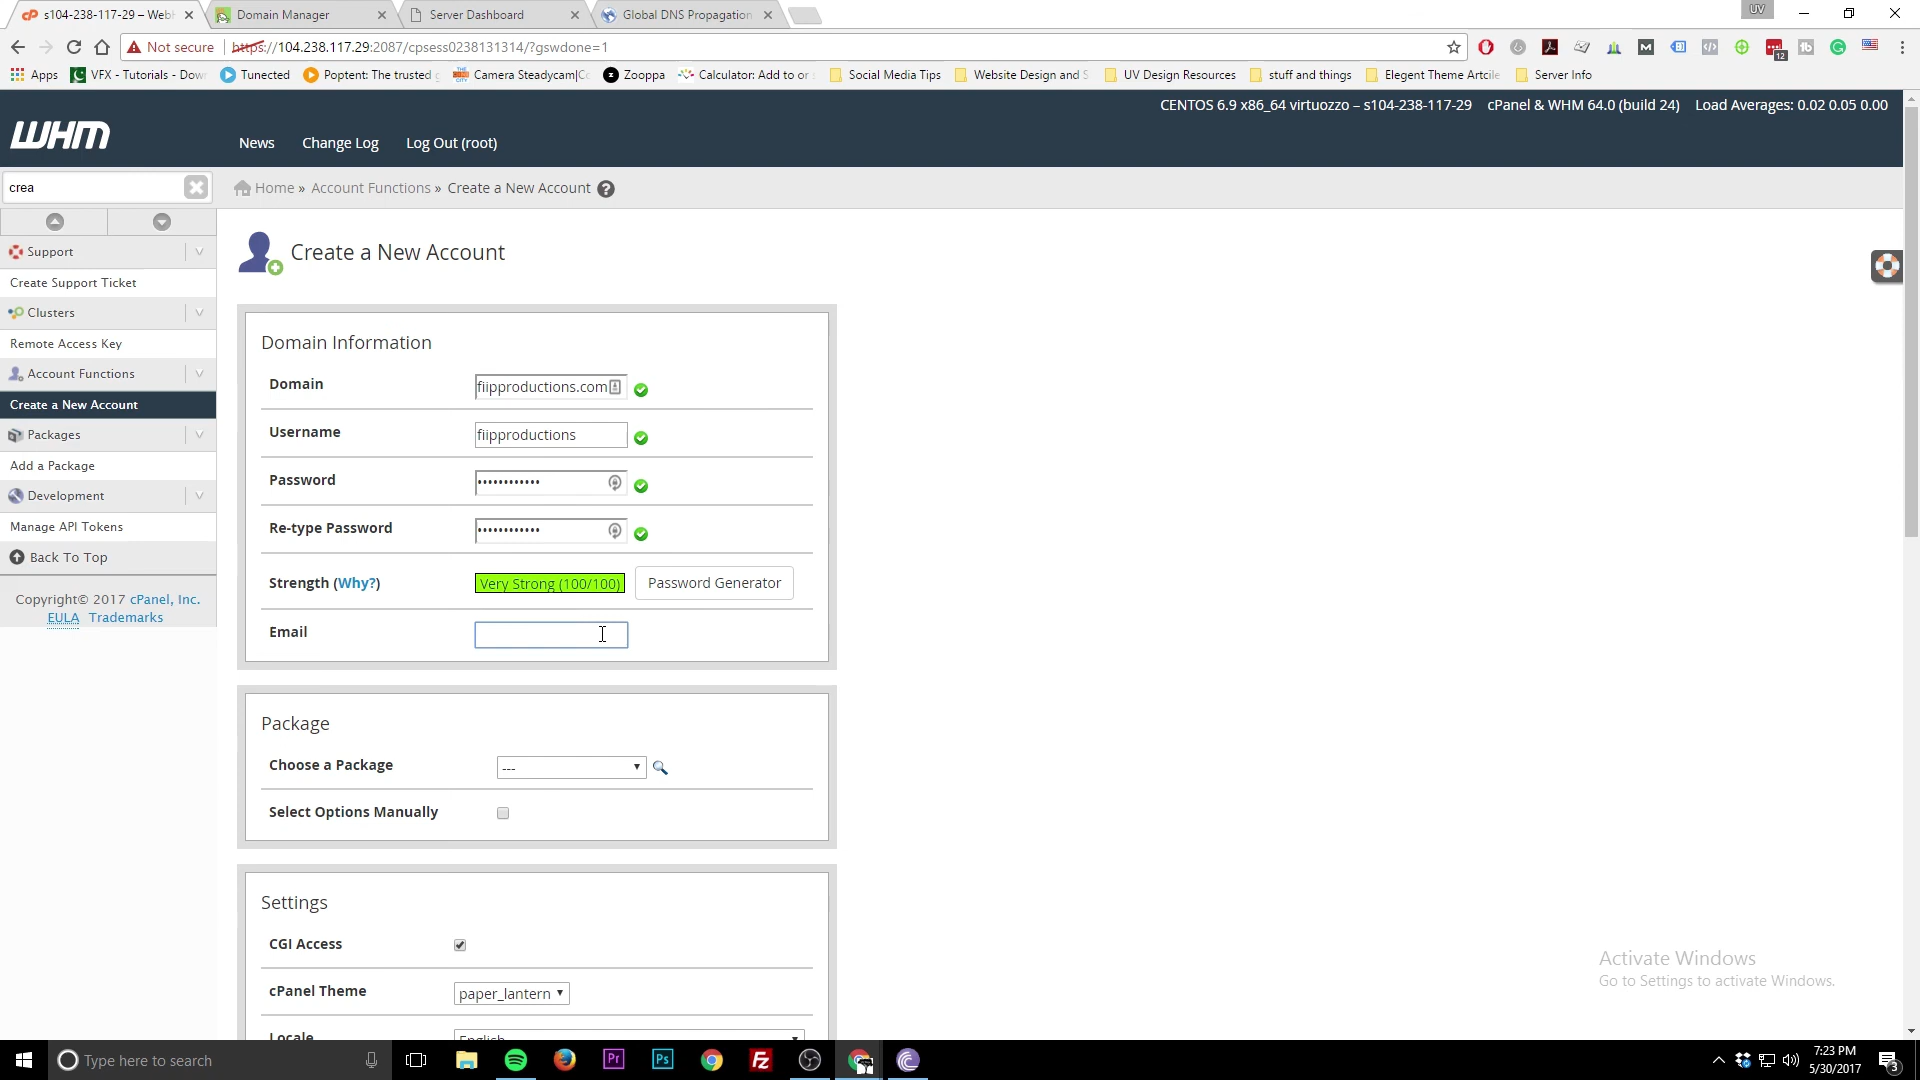 s104-238-117-29 – WebH
Domain Manager
Server Dashboard
Global DNS Propagation
UV
Not secure
https://104.238.117.29:2087/cpsess0238131314/?gswdone=1
12
Apps
VFX - Tutorials - Dow
Tunected
Poptent: The trusted
Camera Steadycam|C
Zooppa
Calculator: Add to or
Social Media Tips
Website Design and S
UV Design Resources
stuff and things
Elegent Theme Artcile
Server Info
CENTOS 6.9 x86_64 virtuozzo – s104-238-117-29 cPanel & WHM 64.0 (build 24) Load Averages: 0.02 0.05 0.00
WHM
News
Change Log
Log Out (root)
crea
Home » Account Functions » Create a New Account
Support
Create Support Ticket
Clusters
Remote Access Key
Account Functions
Create a New Account
Packages
Add a Package
Development
Manage API Tokens
Back To Top
Copyright© 2017 cPanel, Inc.
EULA Trademarks
Create a New Account
Domain Information
Domain
fiipproductions.com
Username
fiipproductions
Password
••••••••••••
Re-type Password
••••••••••••
Strength (Why?)
Very Strong (100/100)
Password Generator
Email
Package
Choose a Package
---
Select Options Manually
Settings
CGI Access
cPanel Theme
paper_lantern
Locale
English
Activate Windows
Go to Settings to activate Windows.
Type here to search
Pr
Ps
Fz
7:23 PM
5/30/2017
3